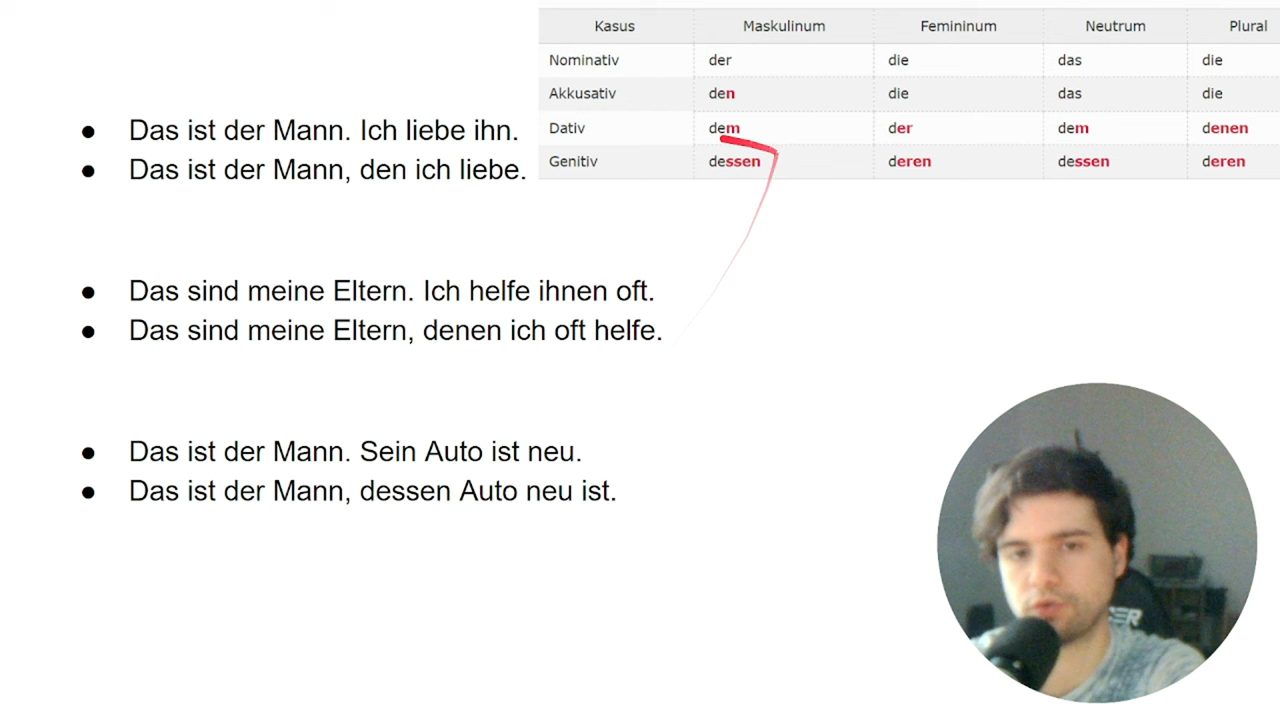 Kasus Maskulinum Femininum Neutrum Plural
Nominativ der die das die
Akkusativ den die das die
Dativ dem der dem denen
Genitiv dessen deren dessen deren
● Das ist der Mann. Ich liebe ihn.
● Das ist der Mann, den ich liebe.
● Das sind meine Eltern. Ich helfe ihnen oft.
● Das sind meine Eltern, denen ich oft helfe.
● Das ist der Mann. Sein Auto ist neu.
● Das ist der Mann, dessen Auto neu ist.